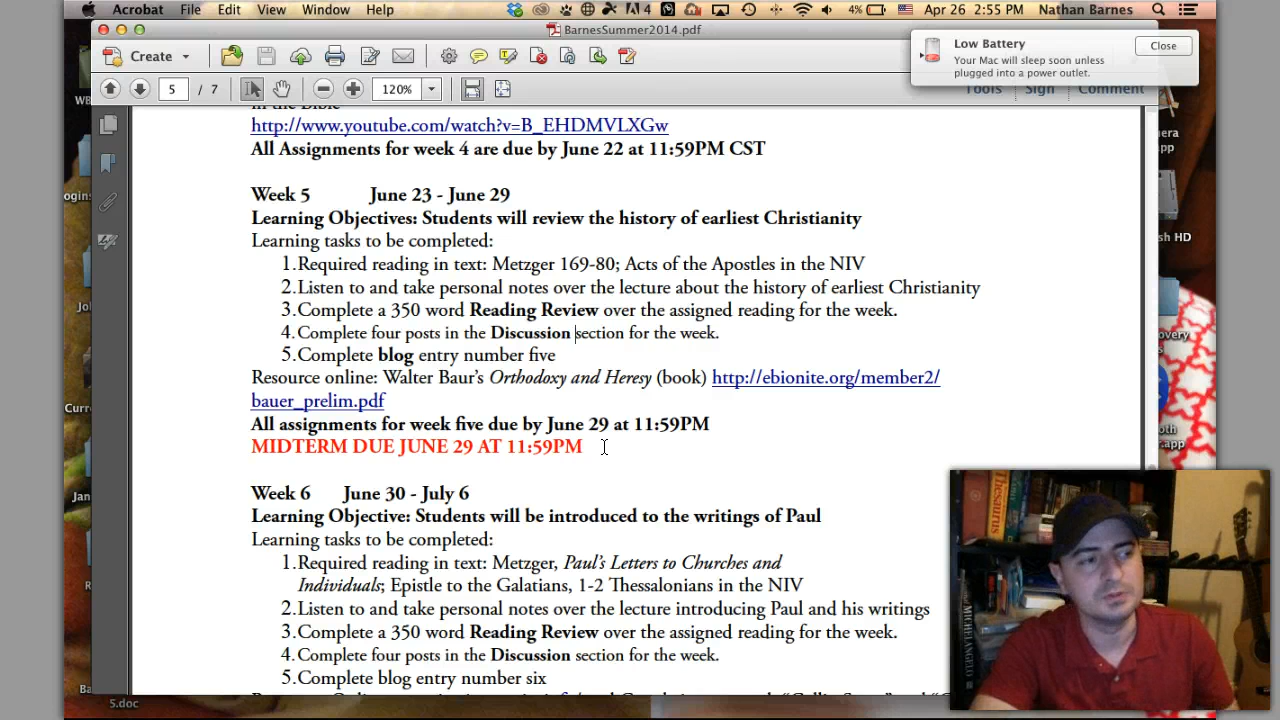 Acrobat File Edit View Window Help 4 4% Apr 26 2:55 PM Nathan Barnes
BarnesSummer2014.pdf
Create
Low Battery
Your Mac will sleep soon unless
plugged into a power outlet.
Close
5 / 7 120% Tools Sign Comment
in the Bible
http://www.youtube.com/watch?v=B_EHDMVLXGw
All Assignments for week 4 are due by June 22 at 11:59PM CST
Week 5 June 23 - June 29
Learning Objectives: Students will review the history of earliest Christianity
Learning tasks to be completed:
1. Required reading in text: Metzger 169-80; Acts of the Apostles in the NIV
2. Listen to and take personal notes over the lecture about the history of earliest Christianity
3. Complete a 350 word Reading Review over the assigned reading for the week.
4. Complete four posts in the Discussion section for the week.
5. Complete blog entry number five
Resource online: Walter Baur's Orthodoxy and Heresy (book) http://ebionite.org/member2/
bauer_prelim.pdf
All assignments for week five due by June 29 at 11:59PM
MIDTERM DUE JUNE 29 AT 11:59PM
Week 6 June 30 - July 6
Learning Objective: Students will be introduced to the writings of Paul
Learning tasks to be completed:
1. Required reading in text: Metzger, Paul's Letters to Churches and
Individuals; Epistle to the Galatians, 1-2 Thessalonians in the NIV
2. Listen to and take personal notes over the lecture introducing Paul and his writings
3. Complete a 350 word Reading Review over the assigned reading for the week.
4. Complete four posts in the Discussion section for the week.
5. Complete blog entry number six
5.doc
Thesaurus
MICHELANGELO